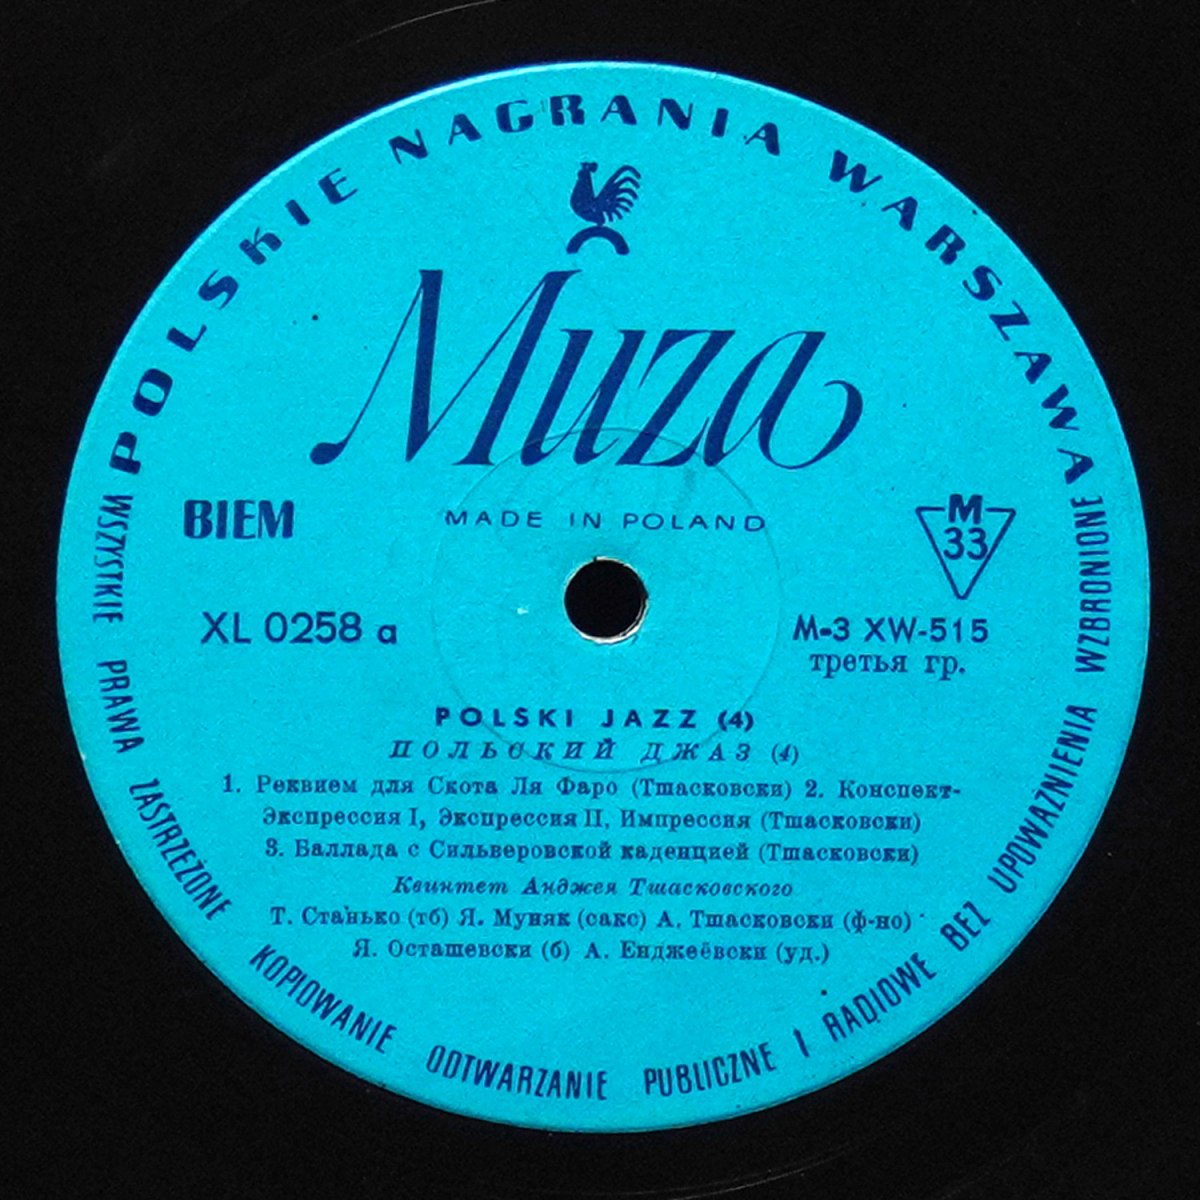 POLSKIE NAGRANIA WARSZAWA
Muza
BIEM
MADE IN POLAND
M
33
XL 0258 a
M-3 XW-515
третья гр.
POLSKI JAZZ (4)
ПОЛЬСКИЙ ДЖАЗ (4)
1. Реквием для Скота Ля Фаро (Тшасковски) 2. Конспект-
Экспрессия I, Экспрессия II, Импрессия (Тшасковски)
3. Баллада с Сильверовской каденцией (Тшасковски)
Квинтет Анджея Тшасковского
Т. Станько (тб) Я. Муняк (сакс) А. Тшасковски (ф-но)
Я. Осташевски (б) А. Енджеёвски (уд.)
WSZYSTKIE PRAWA ZASTRZEŻONE KOPIOWANIE ODTWARZANIE PUBLICZNE I RADIOWE BEZ UPOWAŻNIENIA WZBRONIONE